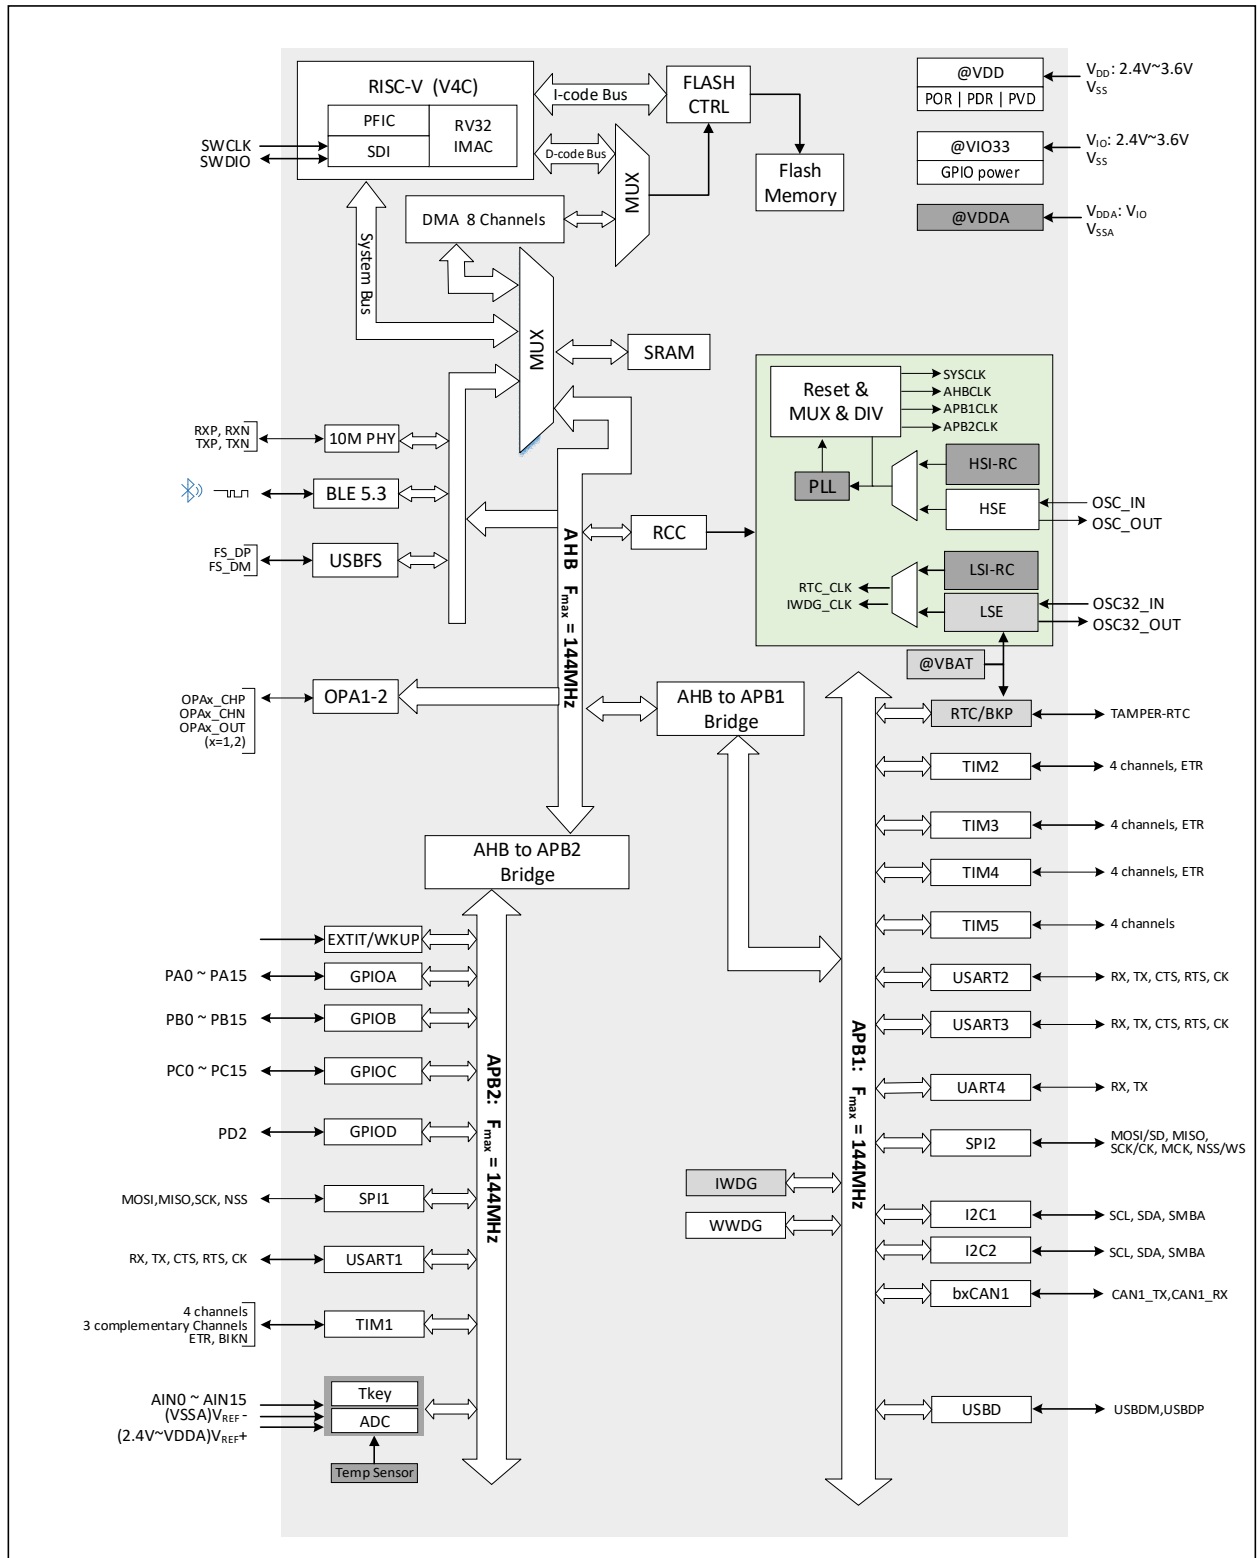 RISC-V (V4C)
PFIC
SDI
RV32
IMAC
SWCLK
SWDIO
I-code Bus
D-code Bus
FLASH
CTRL
MUX
Flash
Memory
@VDD
POR | PDR | PVD
VDD: 2.4V~3.6V
VSS
@VIO33
GPIO power
VIO: 2.4V~3.6V
VSS
@VDDA
VDDA: VIO
VSSA
DMA 8 Channels
System Bus
MUX
SRAM
RXP, RXN
TXP, TXN
10M PHY
BLE 5.3
FS_DP
FS_DM
USBFS
AHB Fmax = 144MHz
RCC
Reset &
MUX & DIV
SYSCLK
AHBCLK
APB1CLK
APB2CLK
PLL
HSI-RC
HSE
OSC_IN
OSC_OUT
RTC_CLK
IWDG_CLK
LSI-RC
LSE
OSC32_IN
OSC32_OUT
@VBAT
OPAx_CHP
OPAx_CHN
OPAx_OUT
(x=1,2)
OPA1-2
AHB to APB1
Bridge
AHB to APB2
Bridge
RTC/BKP
TAMPER-RTC
TIM2
4 channels, ETR
TIM3
4 channels, ETR
TIM4
4 channels, ETR
TIM5
4 channels
USART2
RX, TX, CTS, RTS, CK
USART3
RX, TX, CTS, RTS, CK
UART4
RX, TX
SPI2
MOSI/SD, MISO,
SCK/CK, MCK, NSS/WS
I2C1
SCL, SDA, SMBA
I2C2
SCL, SDA, SMBA
bxCAN1
CAN1_TX,CAN1_RX
USBD
USBDM,USBDP
APB1: Fmax = 144MHz
IWDG
WWDG
EXTIT/WKUP
PA0 ~ PA15
GPIOA
PB0 ~ PB15
GPIOB
PC0 ~ PC15
GPIOC
PD2
GPIOD
MOSI,MISO,SCK, NSS
SPI1
RX, TX, CTS, RTS, CK
USART1
4 channels
3 complementary Channels
ETR, BIKN
TIM1
APB2: Fmax = 144MHz
AIN0 ~ AIN15
(VSSA)VREF-
(2.4V~VDDA)VREF+
Tkey
ADC
Temp Sensor